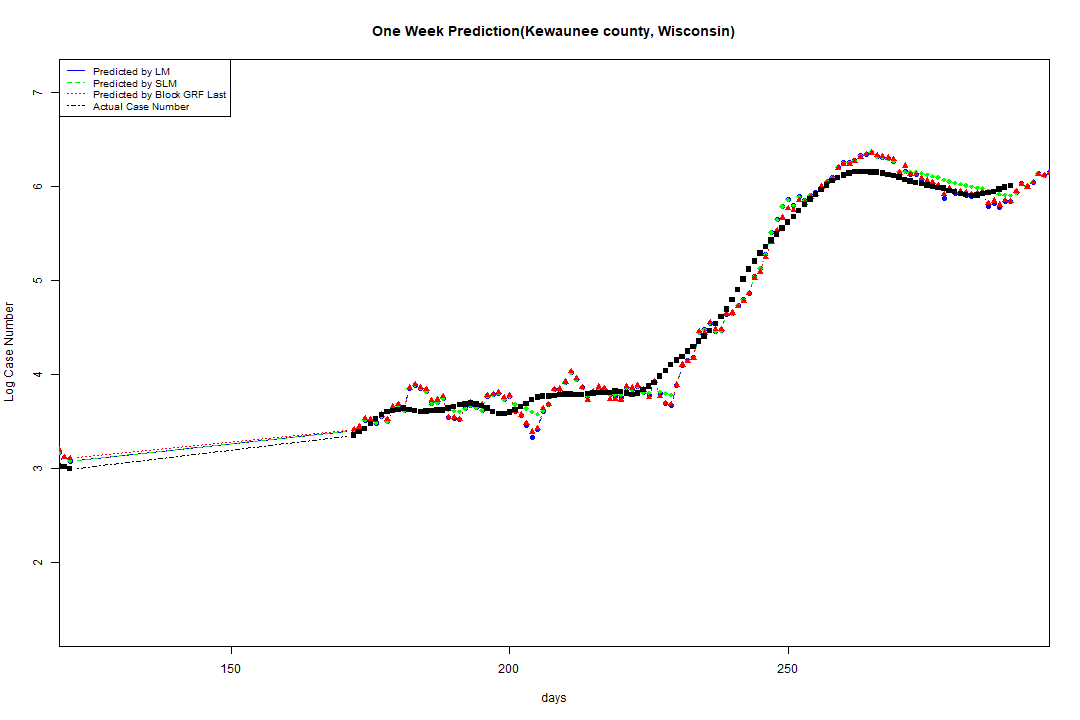 One Week Prediction(Kewaunee county, Wisconsin)
Predicted by LM
Predicted by SLM
Predicted by Block GRF Last
Actual Case Number
7
6
5
4
3
2
Log Case Number
150
200
250
days